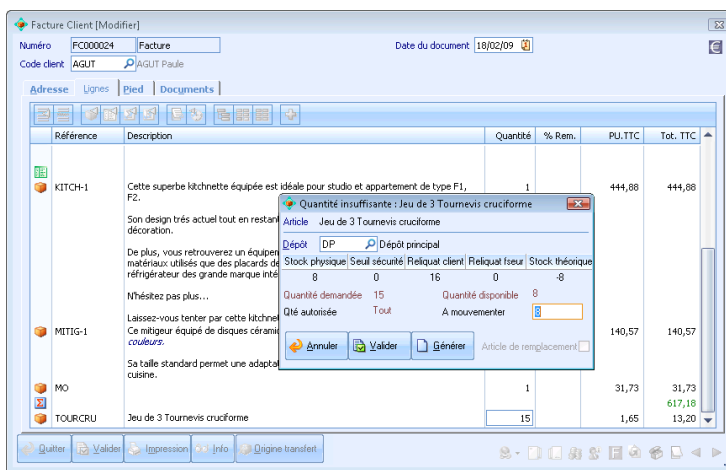 Facture Client [Modifier]
Numéro FC000024 Facture Date du document 18/02/09
Code client AGUT AGUT Paule
Adresse Lignes Pied Documents
Référence Description Quantité % Rem. PU.TTC Tot. TTC
KITCH-1 Cette superbe kitchnette équipée est idéale pour studio et appartement de type F1, 1 444,88 444,88
F2.
Son design trés actuel tout en restant
décoration.
De plus, vous retrouverez un équipem
matériaux utilisés que des placards de
réfrigérateur des grande marque inté
N'hésitez pas plus...
Laissez-vous tenter par cette kitchnet
MITIG-1 Ce mitigeur équipé de disques céramic 140,57 140,57
couleurs.
Sa taille standard permet une adapta
cuisine.
MO 1 31,73 31,73
617,18
TOURCRU Jeu de 3 Tournevis cruciforme 15 1,65 13,20
Quantité insuffisante : Jeu de 3 Tournevis cruciforme
Article Jeu de 3 Tournevis cruciforme
Dépôt DP Dépôt principal
Stock physique Seuil sécurité Reliquat client Reliquat fseur Stock théorique
8 0 16 0 -8
Quantité demandée 15 Quantité disponible 8
Qté autorisée Tout A mouvementer 8
Annuler Valider Générer Article de remplacement
Quitter Valider Impression Info Origine transfert